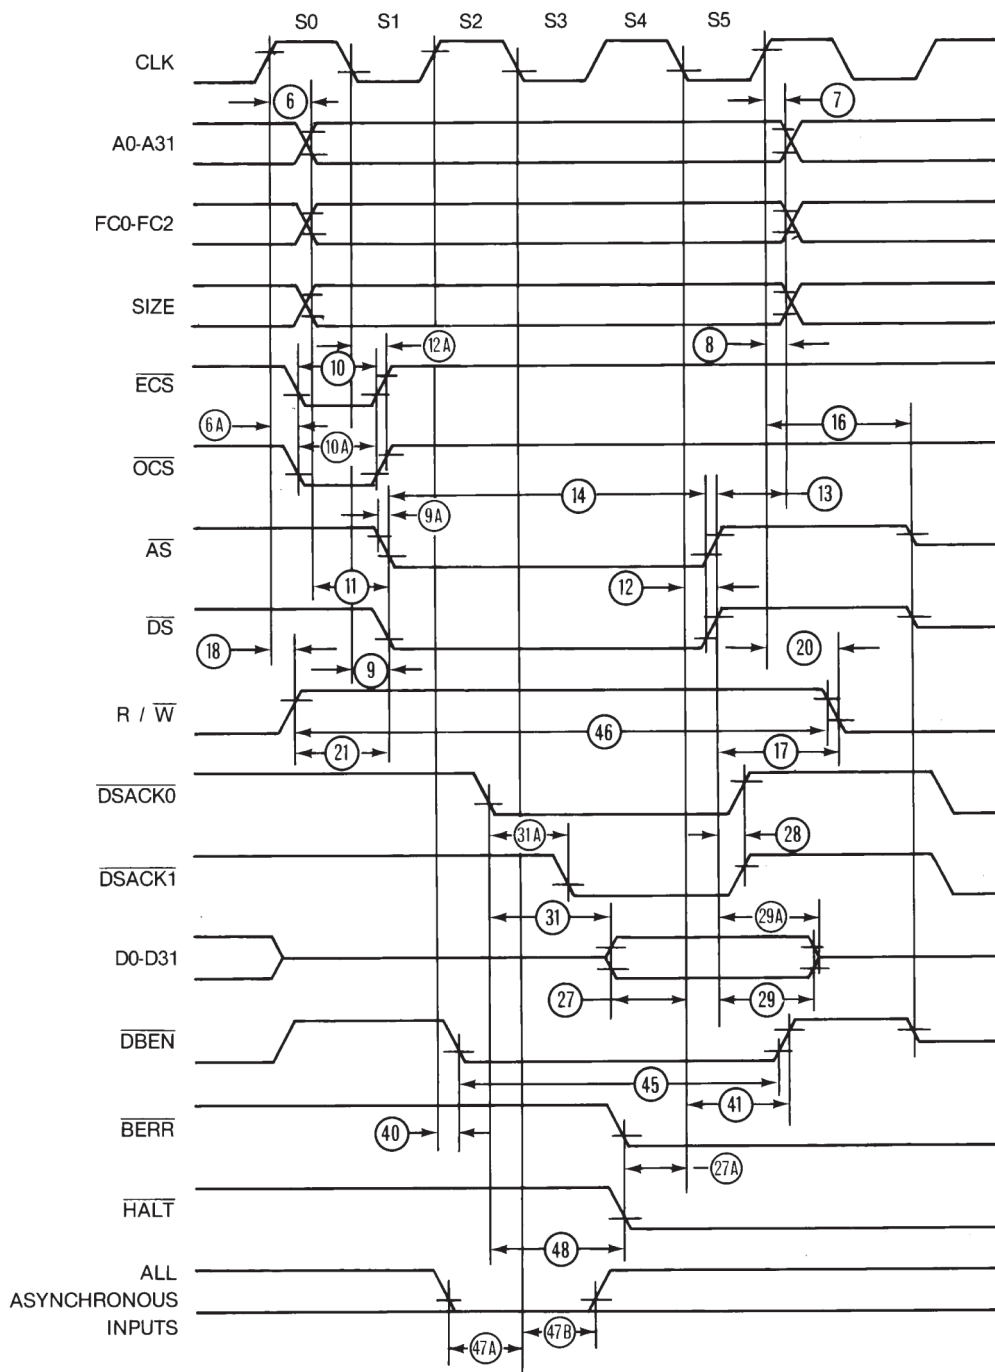 S0 S1 S2 S3 S4 S5
CLK
6 7
A0-A31
FC0-FC2
SIZE
12A 8
10
ECS
6A 16
10A
OCS
14 13
9A
AS
11 12
DS
18 9 20
R / W
46
21 17
DSACK0
31A 28
DSACK1
31 29A
D0-D31
27 29
DBEN
45
41
BERR
40
27A
HALT
48
ALL
ASYNCHRONOUS
INPUTS
47A 47B